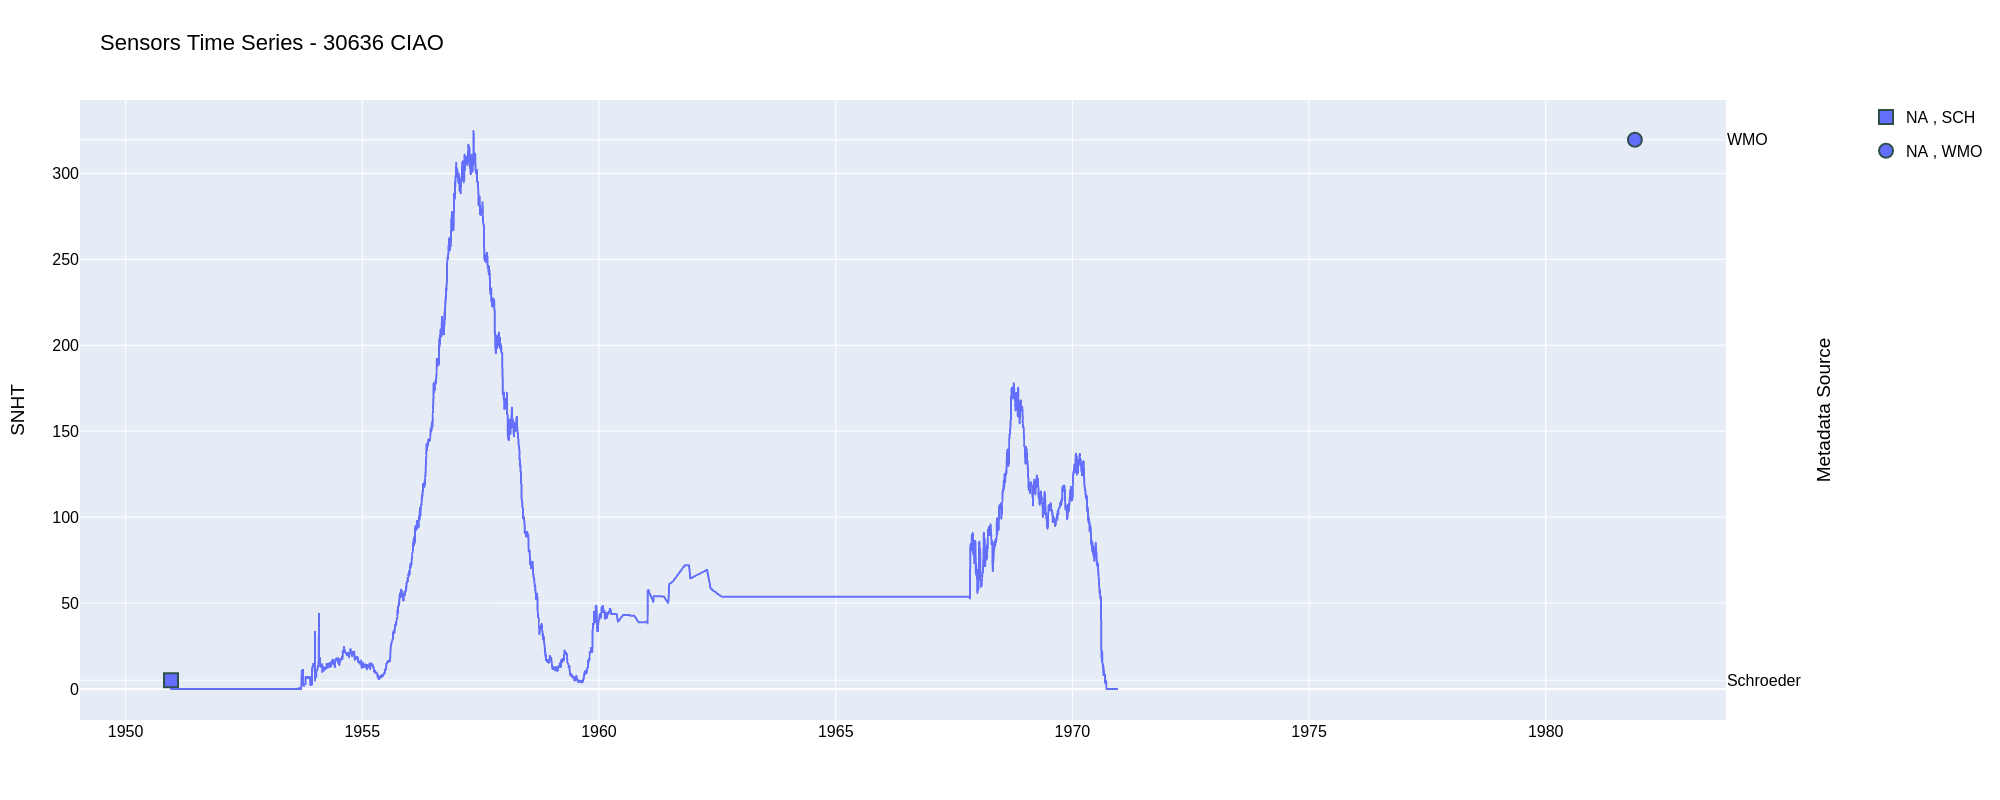 Sensors Time Series - 30636 CIAO
NA , SCH
NA , WMO
WMO
Schroeder
Metadata Source
SNHT
300
250
200
150
100
50
0
1950 1955 1960 1965 1970 1975 1980